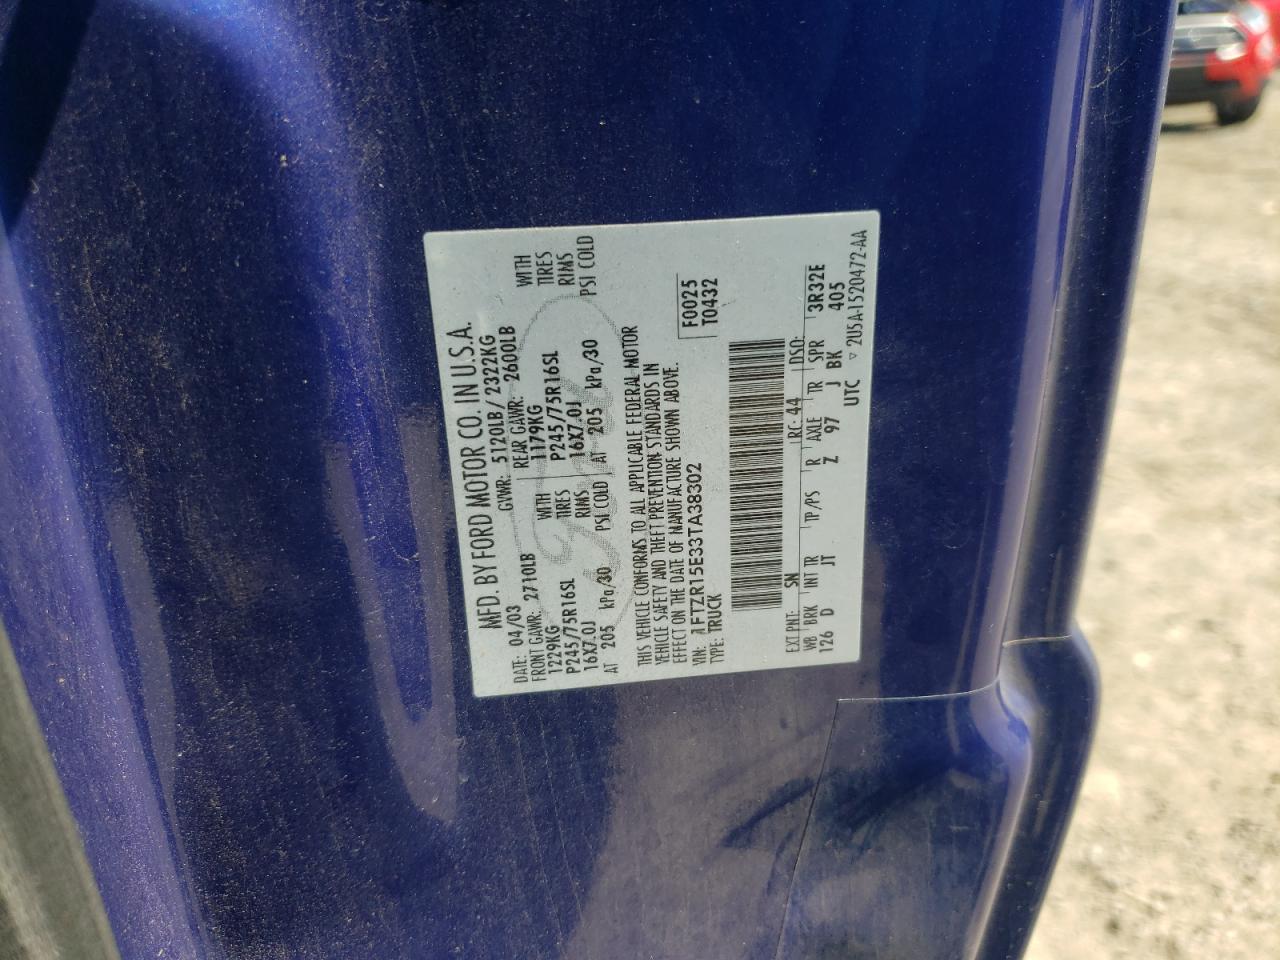 MFD. BY FORD MOTOR CO. IN U.S.A.
DATE: 04/03 GVWR: 5120LB / 2322KG
FRONT GAWR: 2710LB REAR GAWR: 2600LB
1229KG WITH 1179KG WITH
P245/75R16SL TIRES P245/75R16SL TIRES
16X7.0J RIMS 16X7.0J RIMS
AT 205 kPa/30 PSI COLD AT 205 kPa/30 PSI COLD
THIS VEHICLE CONFORMS TO ALL APPLICABLE FEDERAL MOTOR
VEHICLE SAFETY AND THEFT PREVENTION STANDARDS IN
EFFECT ON THE DATE OF MANUFACTURE SHOWN ABOVE.
VIN: 1FTZR15E33TA38302
TYPE: TRUCK
F0025
T0432
EXT PNT: SN RC: 44 DSO:
WB BRK INT TR TP/PS R AXLE TR SPR 3R32E
126 D JT Z 97 J BK 405
UTC ▽ 2U5A-1520472-AA